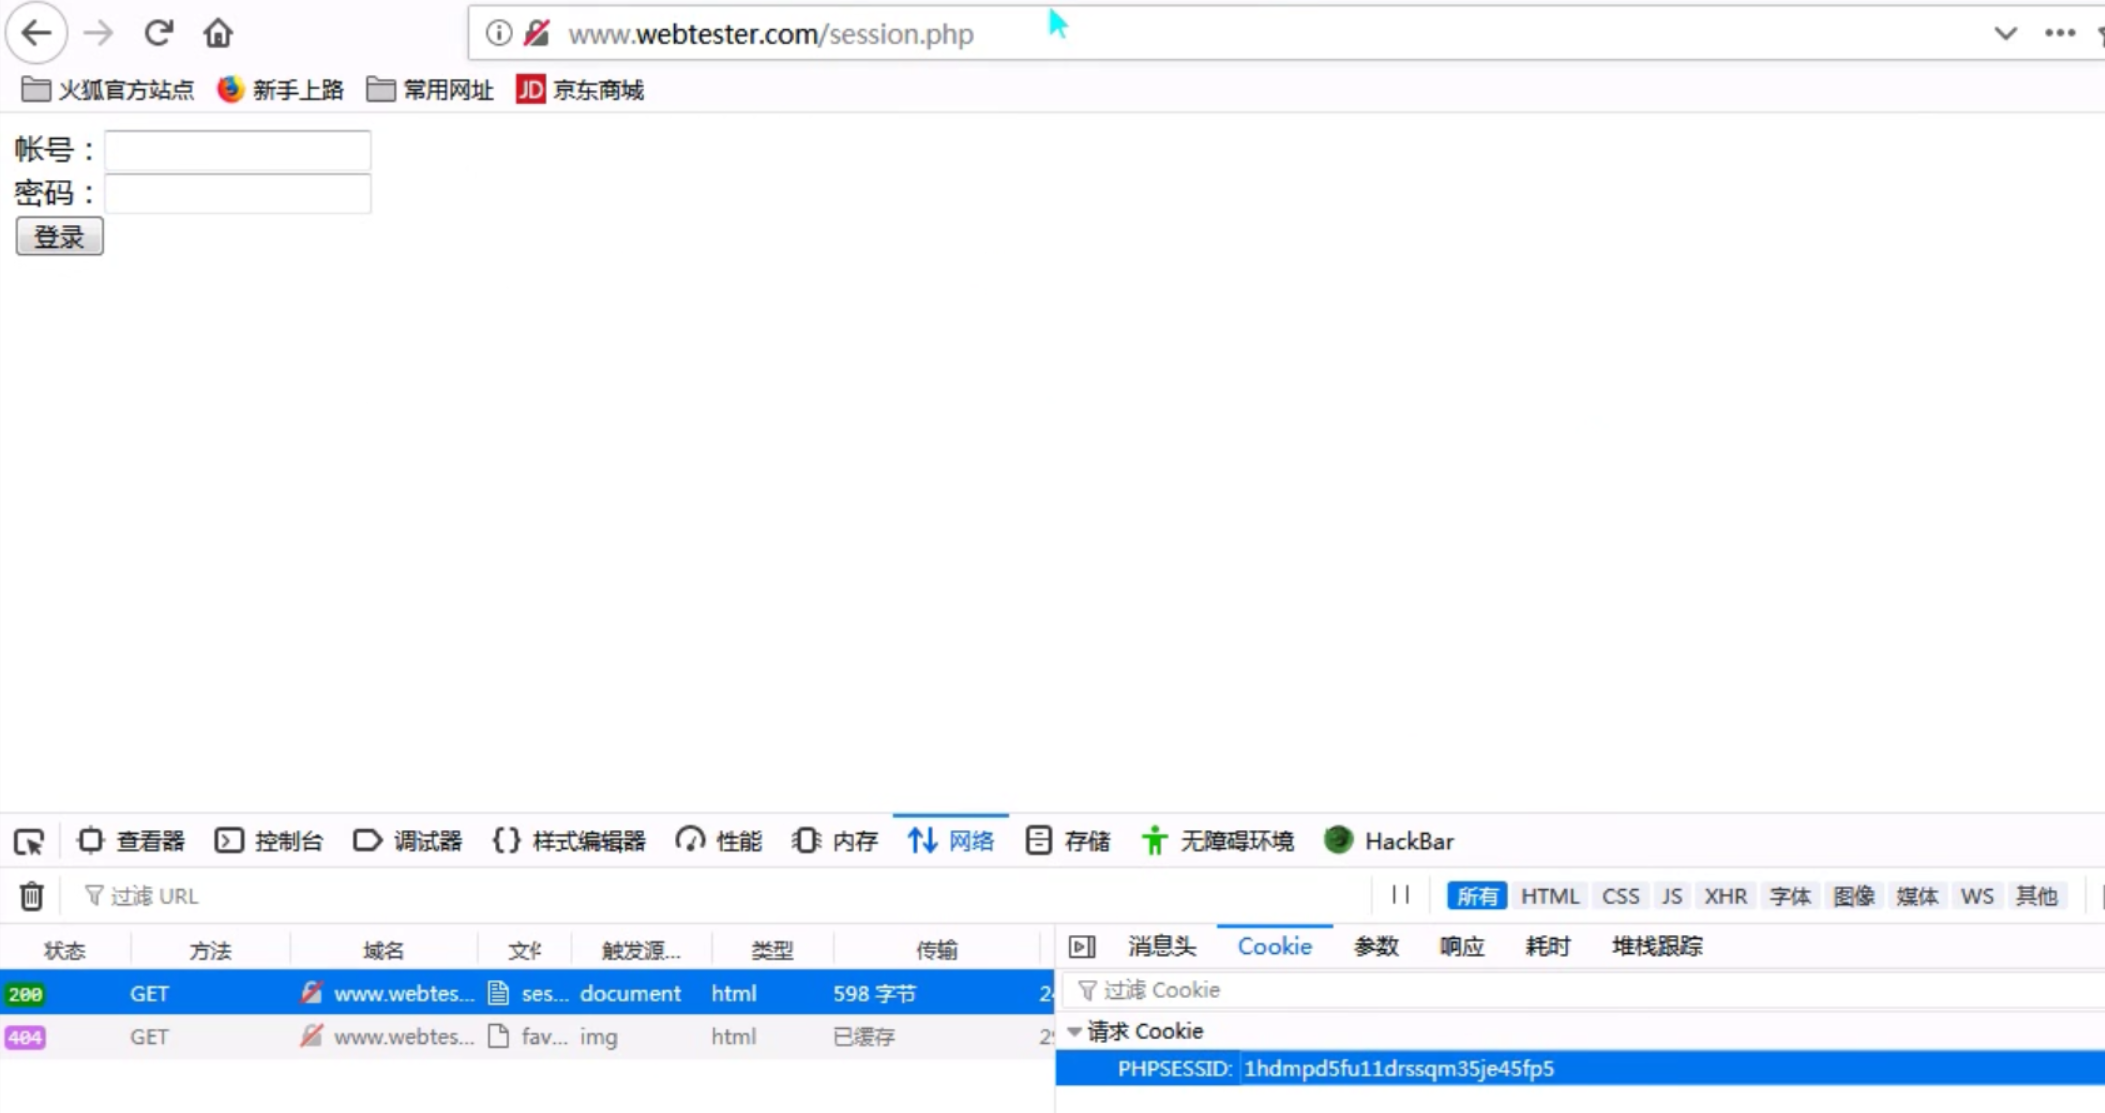 www.webtester.com/session.php
火狐官方站点 新手上路 常用网址 JD 京东商城
帐号：
密码：
登录
查看器 控制台 调试器 {} 样式编辑器 性能 内存 网络 存储 无障碍环境 HackBar
过滤 URL 所有 HTML CSS JS XHR 字体 图像 媒体 WS 其他
状态 方法 域名 触发源... 类型 传输 消息头 Cookie 参数 响应 耗时 堆栈跟踪
200 GET www.webtes... ses... document html 598 字节 过滤 Cookie
404 GET www.webtes... fav... img html 已缓存 请求 Cookie
PHPSESSID: 1hdmpd5fu11drssqm35je45fp5